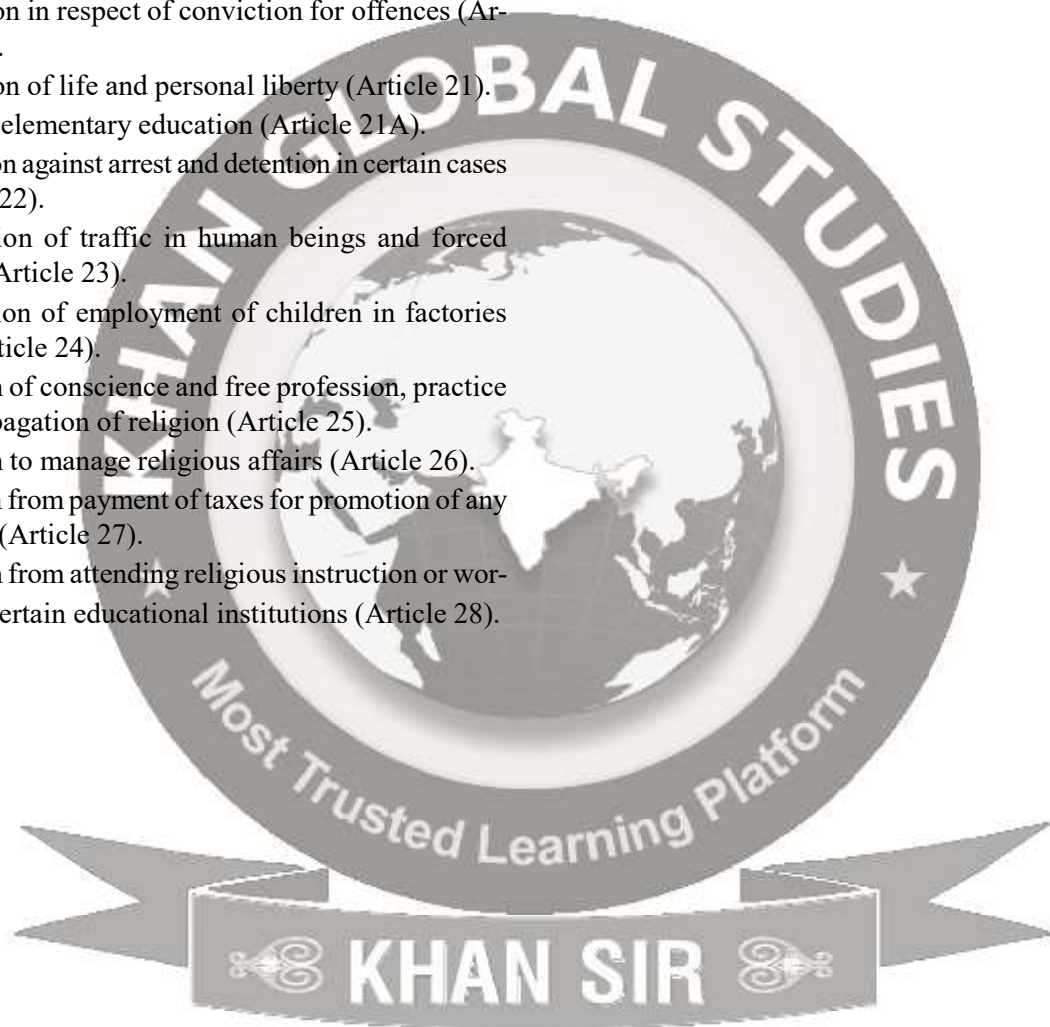 on in respect of conviction for offences (Ar-
.
on of life and personal liberty (Article 21).
elementary education (Article 21A).
on against arrest and detention in certain cases
22).
ion of traffic in human beings and forced
Article 23).
ion of employment of children in factories
ticle 24).
n of conscience and free profession, practice
pagation of religion (Article 25).
n to manage religious affairs (Article 26).
n from payment of taxes for promotion of any
(Article 27).
n from attending religious instruction or wor-
ertain educational institutions (Article 28).
KHAN GLOBAL STUDIES
Most Trusted Learning Platform
KHAN SIR